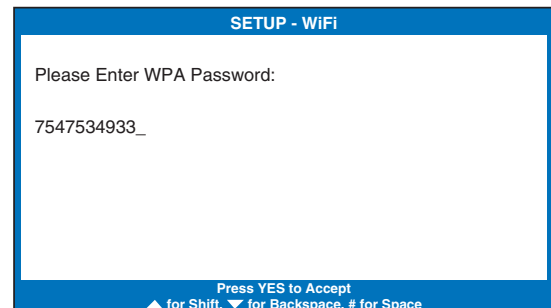 SETUP - WiFi
Please Enter WPA Password:
7547534933_
Press YES to Accept
▲ for Shift, ▼ for Backspace, # for Space